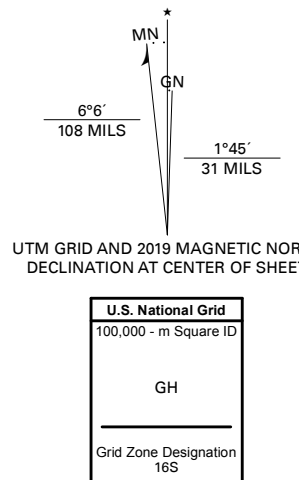 ★
MN
GN
6°6´
108 MILS
1°45´
31 MILS
UTM GRID AND 2019 MAGNETIC NOR
DECLINATION AT CENTER OF SHEET
U.S. National Grid
100,000 - m Square ID
GH
Grid Zone Designation
16S